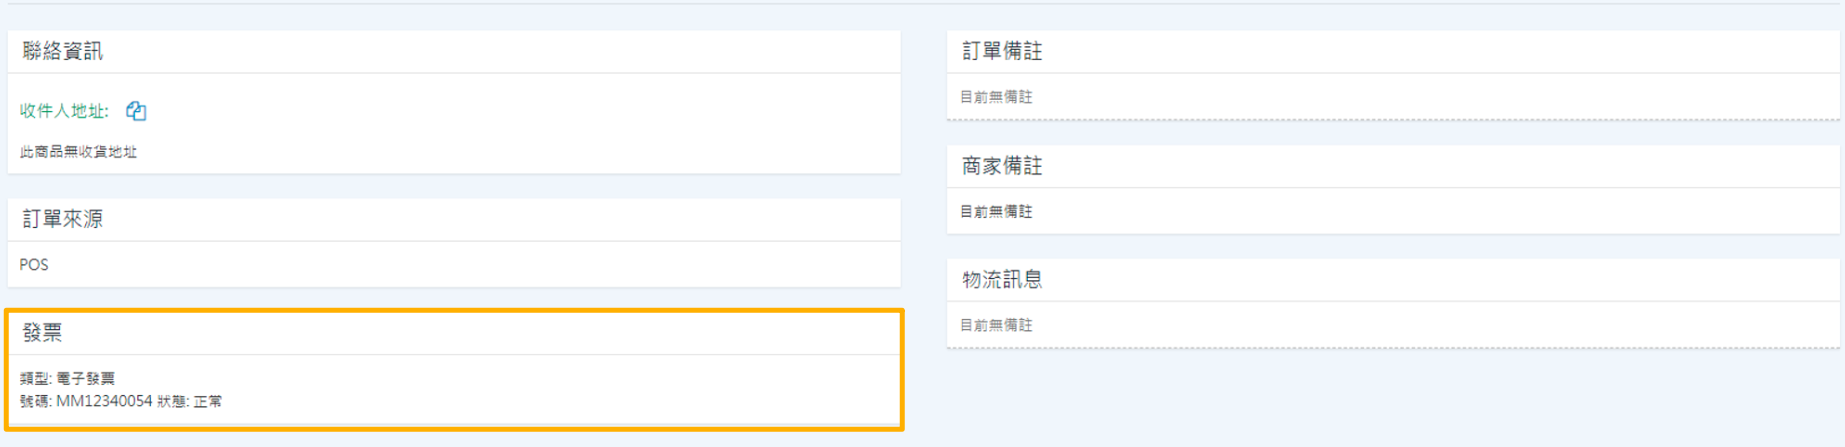 聯絡資訊
收件人地址:
此商品無收貨地址
訂單來源
POS
發票
類型: 電子發票
號碼: MM12340054 狀態: 正常
訂單備註
目前無備註
商家備註
目前無備註
物流訊息
目前無備註